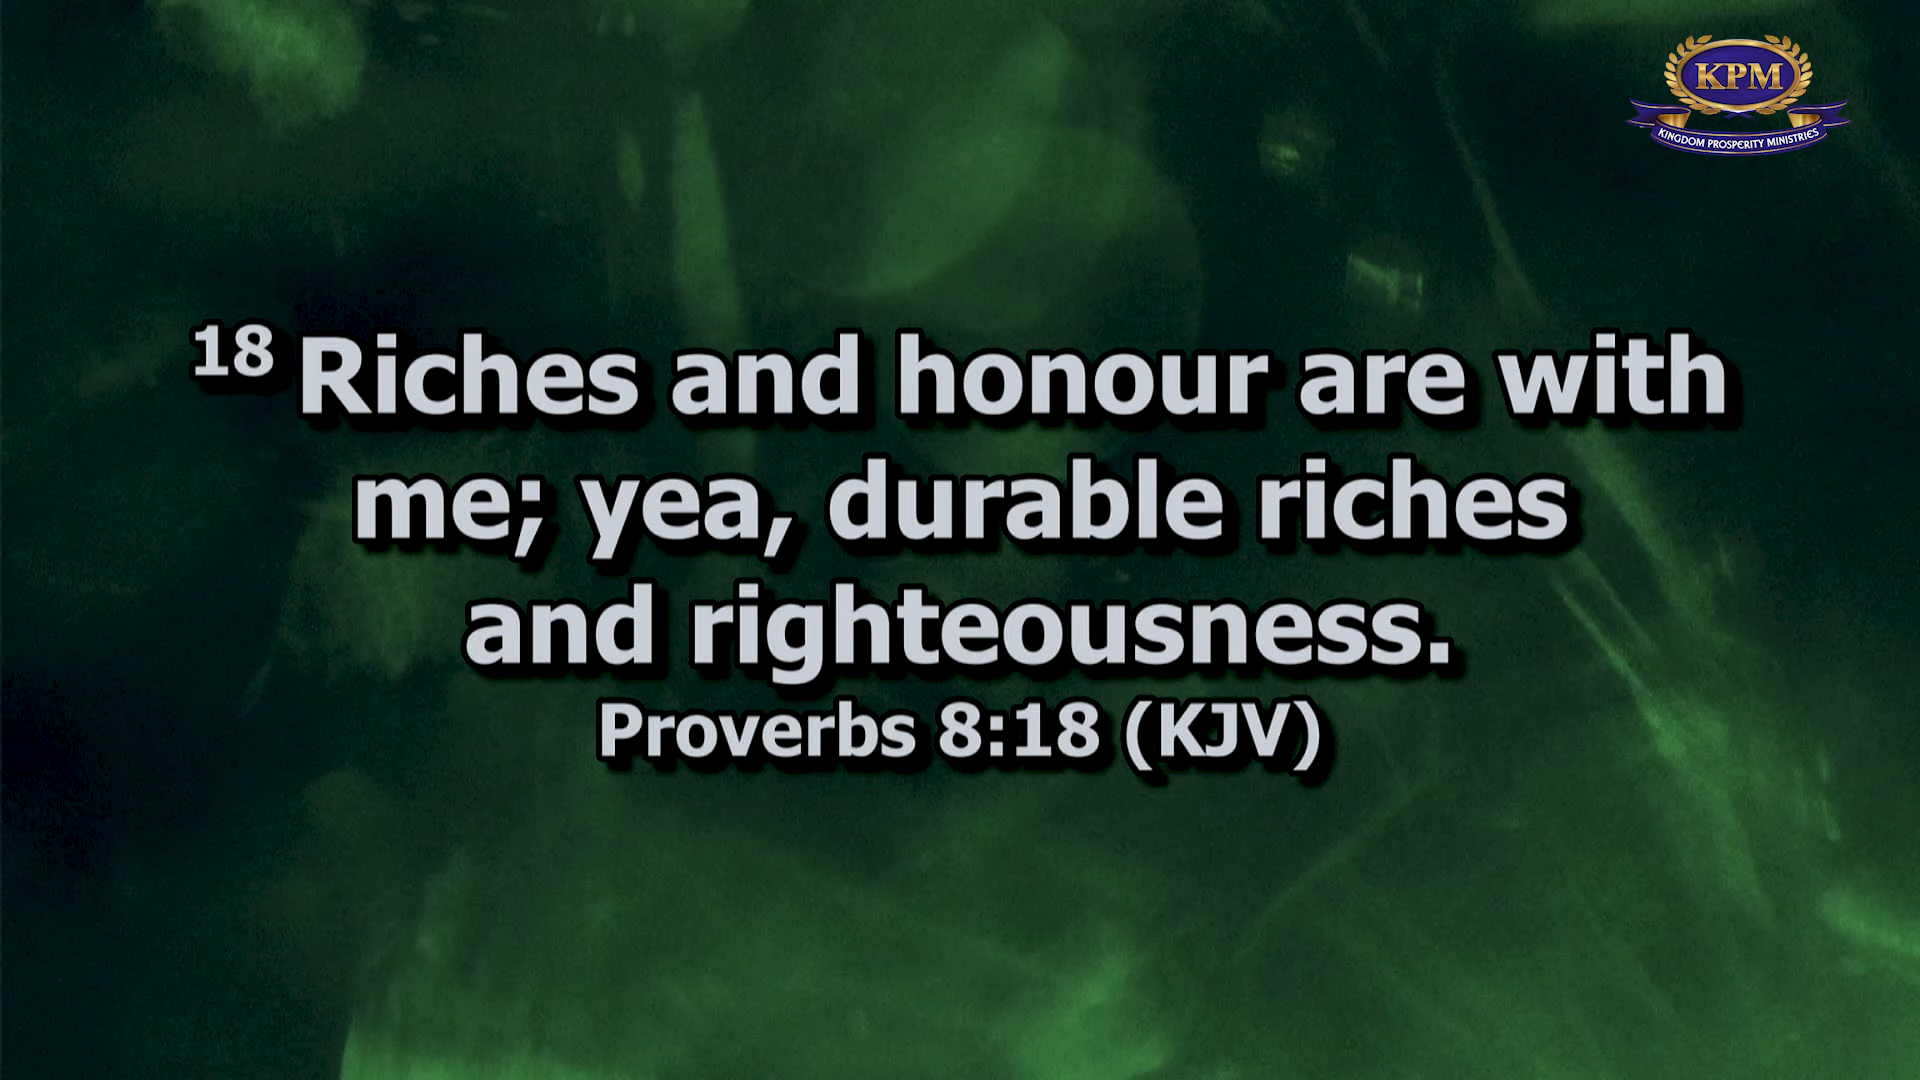 KPM
KINGDOM PROSPERITY MINISTRIES
18 Riches and honour are with
me; yea, durable riches
and righteousness.
Proverbs 8:18 (KJV)